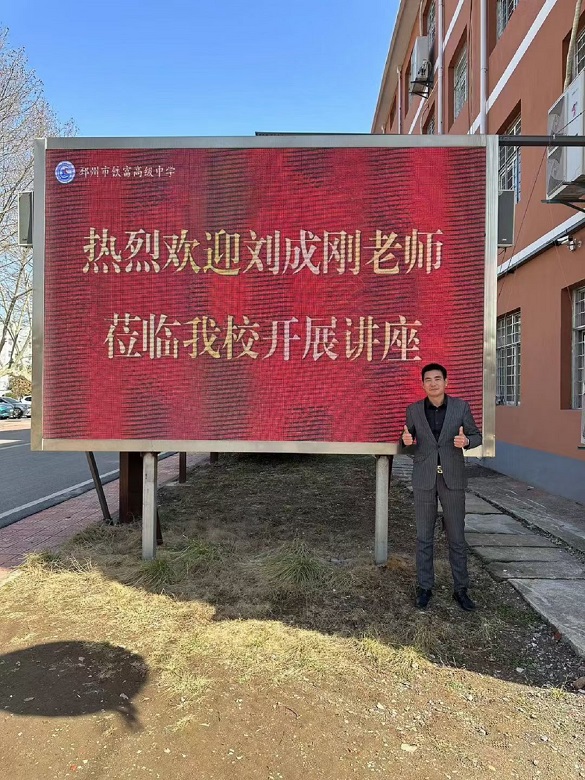 邳州市铁富高级中学
热烈欢迎刘成刚老师
莅临我校开展讲座